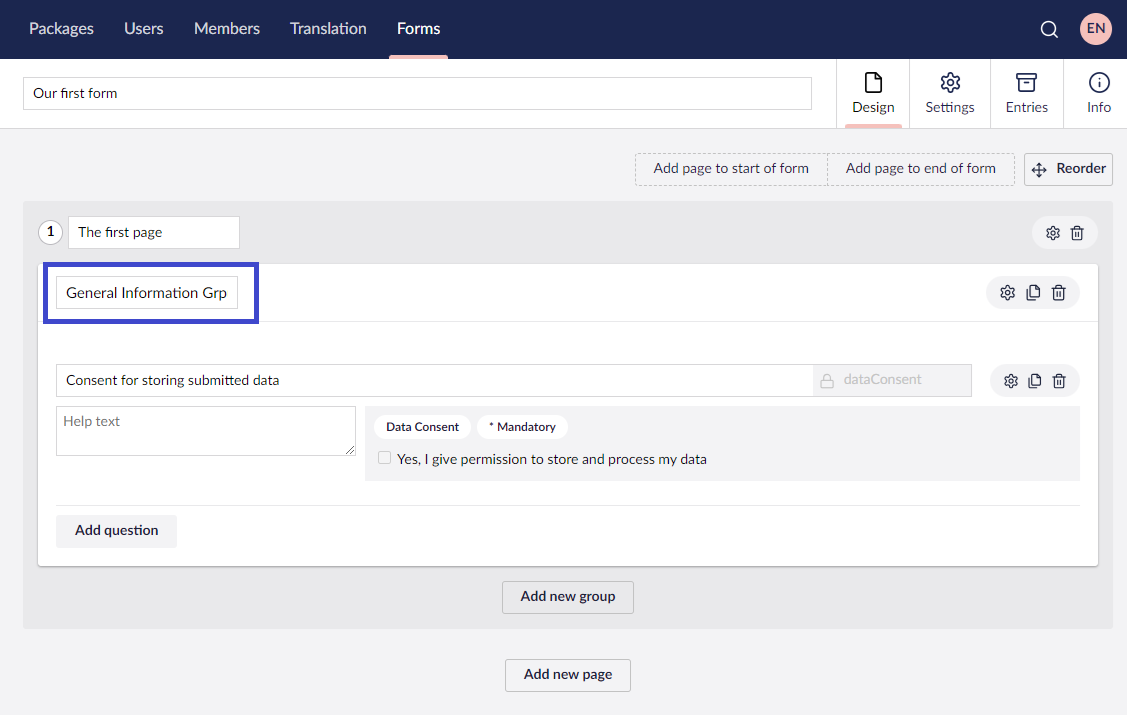 Packages Users Members Translation Forms EN
Our first form
Design Settings Entries Info
Add page to start of form Add page to end of form Reorder
1 The first page
General Information Grp
Consent for storing submitted data dataConsent
Help text
Data Consent * Mandatory
Yes, I give permission to store and process my data
Add question
Add new group
Add new page